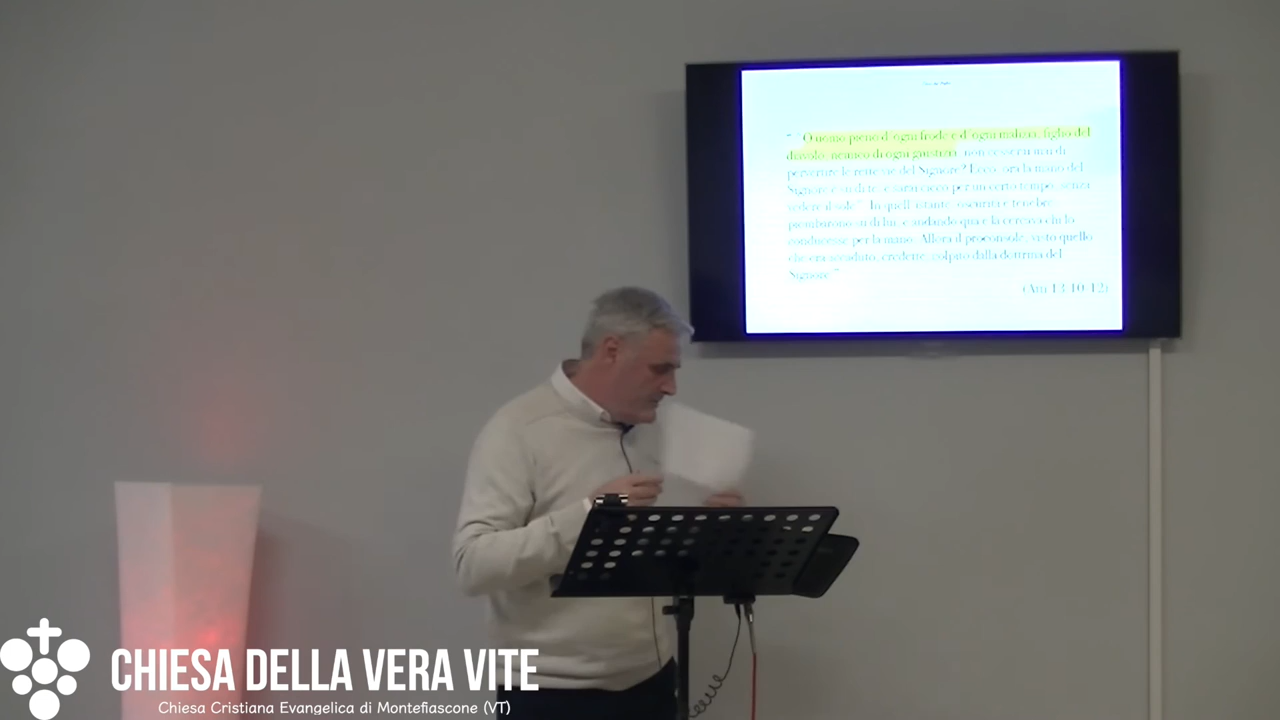 "O uomo pieno d'ogni frode e d'ogni malizia, figlio del
diavolo, nemico di ogni giustizia, non cesserai mai di
pervertire le rette vie del Signore? Ecco, ora la mano del
Signore è su di te, e sarai cieco per un certo tempo, senza
vedere il sole". In quell'istante, oscurità e tenebre
piombarono su di lui; e andando qua e là cercava chi lo
conducesse per la mano. Allora il proconsole, visto quello
che era accaduto, credette, colpito dalla dottrina del
Signore."
(Atti 13:10-12)
CHIESA DELLA VERA VITE
Chiesa Cristiana Evangelica di Montefiascone (VT)